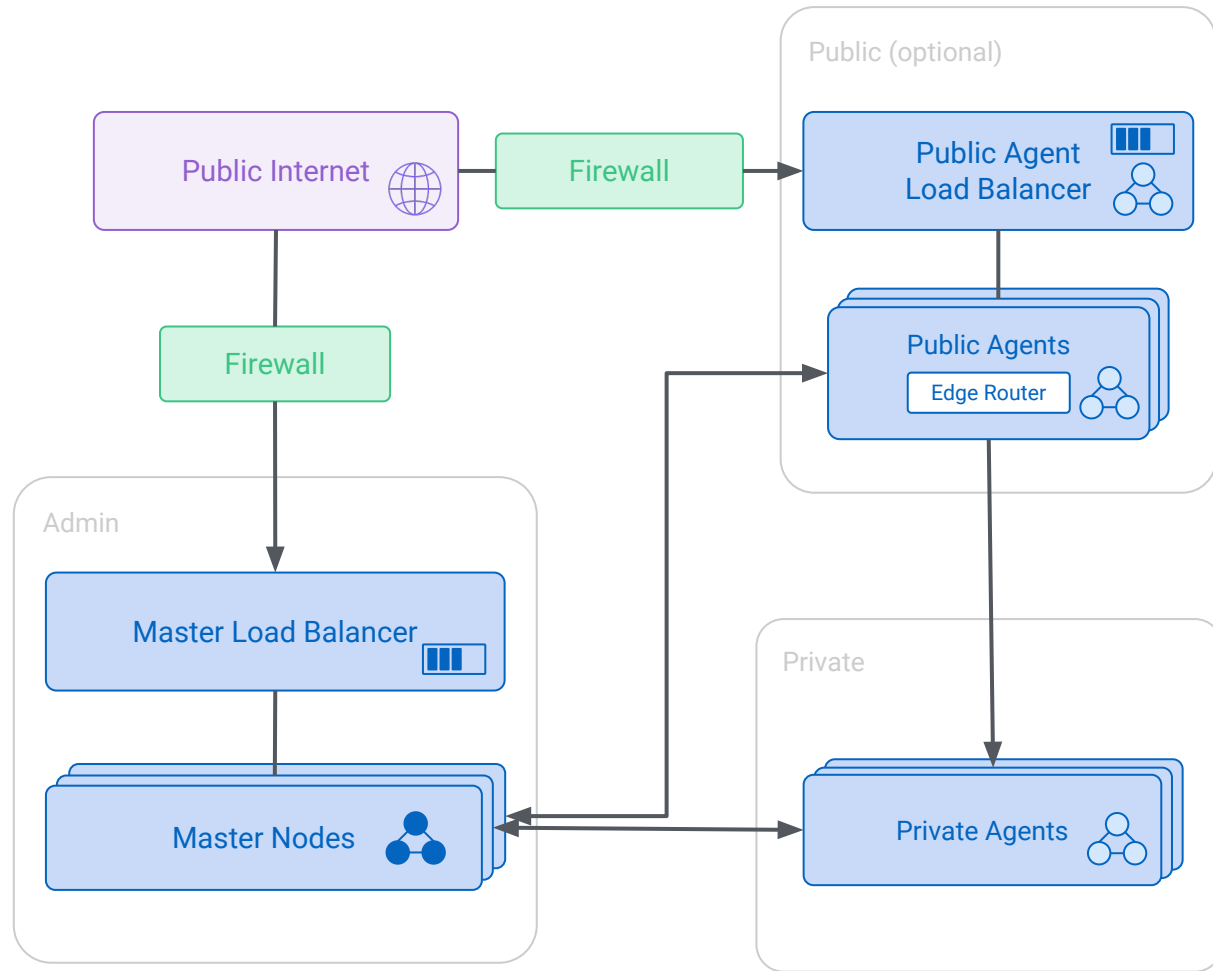 Public (optional)
Public Internet
Firewall
Public Agent
Load Balancer
Public Agents
Edge Router
Firewall
Admin
Master Load Balancer
Master Nodes
Private
Private Agents